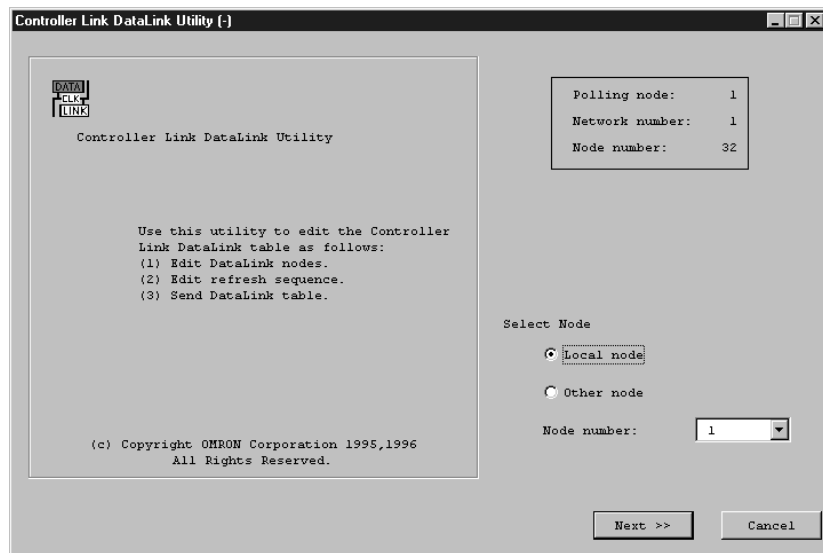 Controller Link DataLink Utility (-)
DATA
CLK
LINK
Controller Link DataLink Utility
Use this utility to edit the Controller
Link DataLink table as follows:
(1) Edit DataLink nodes.
(2) Edit refresh sequence.
(3) Send DataLink table.
(c) Copyright OMRON Corporation 1995,1996
All Rights Reserved.
Polling node: 1
Network number: 1
Node number: 32
Select Node
Local node
Other node
Node number: 1
Next >>
Cancel